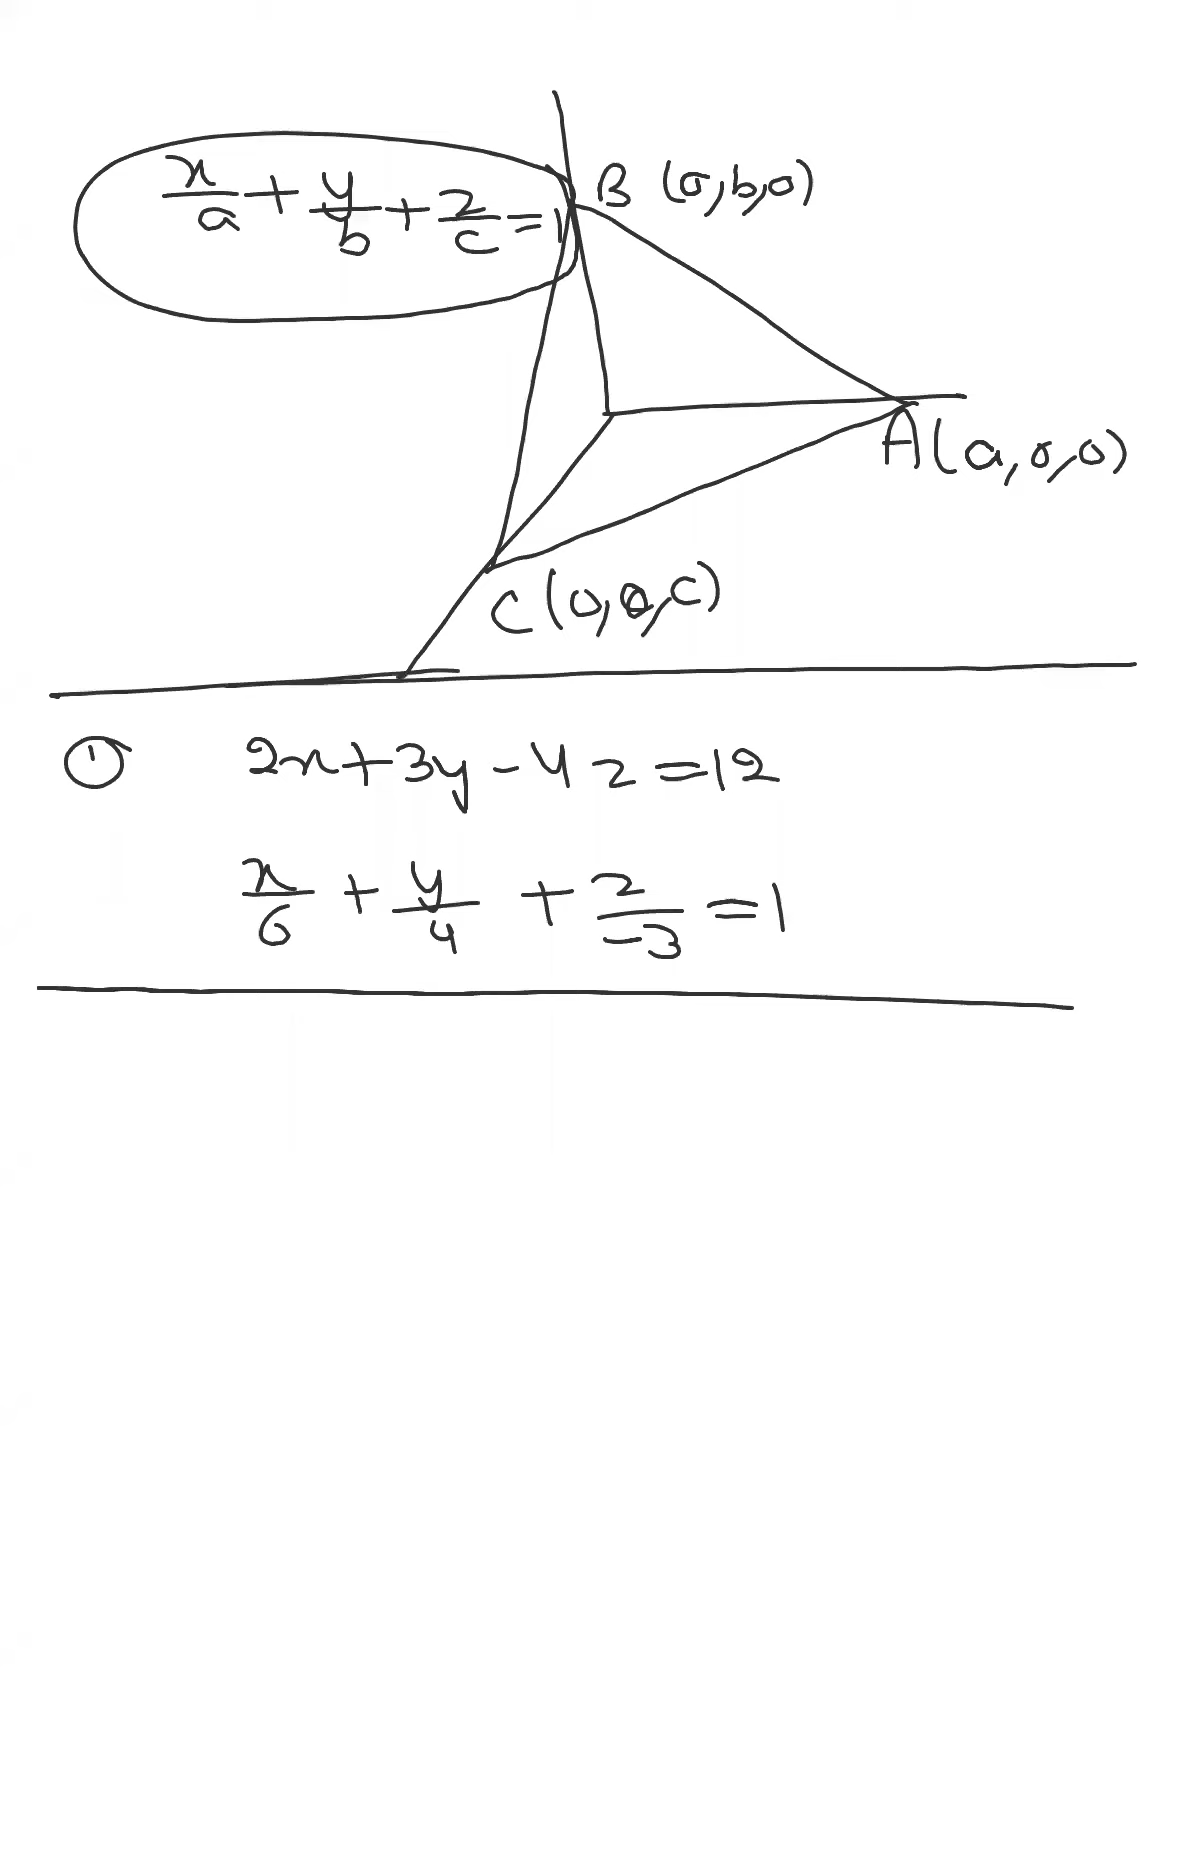 x/a + y/b + z/c = 1
B (0,b,0)
A(a,0,0)
C(0,0,c)
① 2x+3y-4z=12
x/6 + y/4 + z/-3 = 1